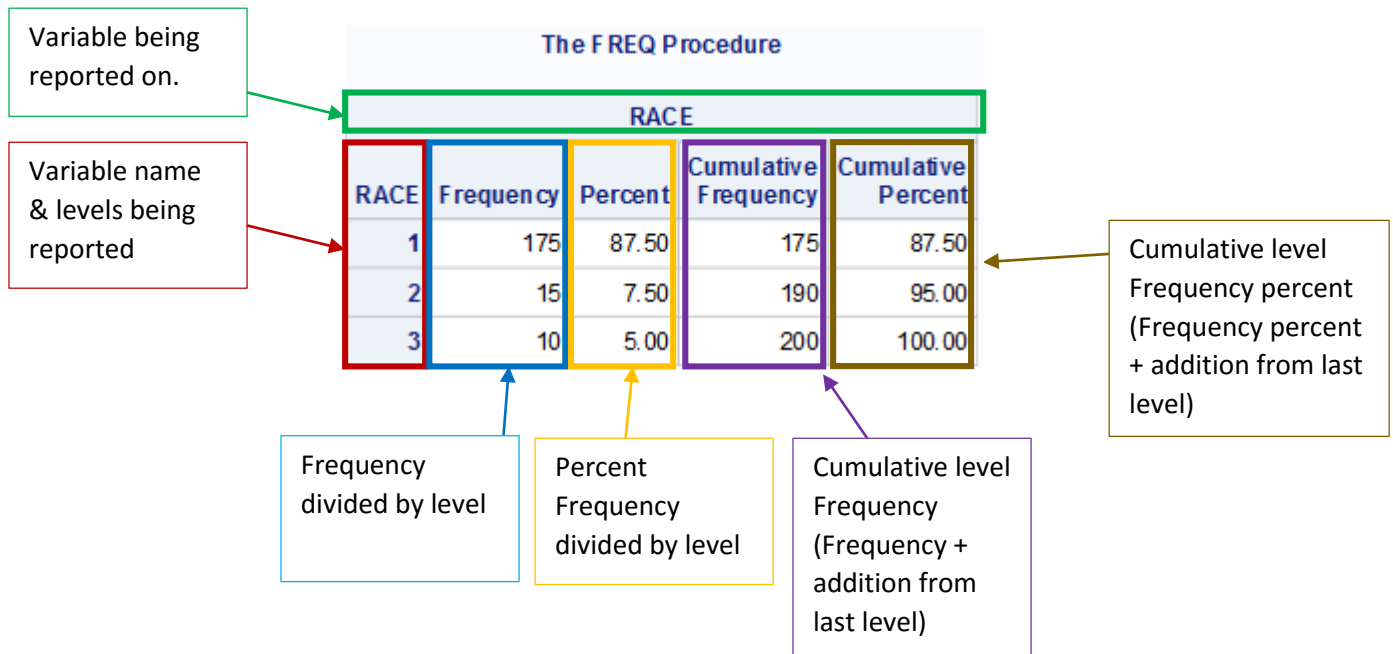 Variable being
reported on.
The FREQ Procedure
RACE
Variable name
& levels being
reported
RACE Frequency Percent Cumulative Frequency Cumulative Percent
1 175 87.50 175 87.50
2 15 7.50 190 95.00
3 10 5.00 200 100.00
Cumulative level
Frequency percent
(Frequency percent
+ addition from last
level)
Frequency
divided by level
Percent
Frequency
divided by level
Cumulative level
Frequency
(Frequency +
addition from
last level)